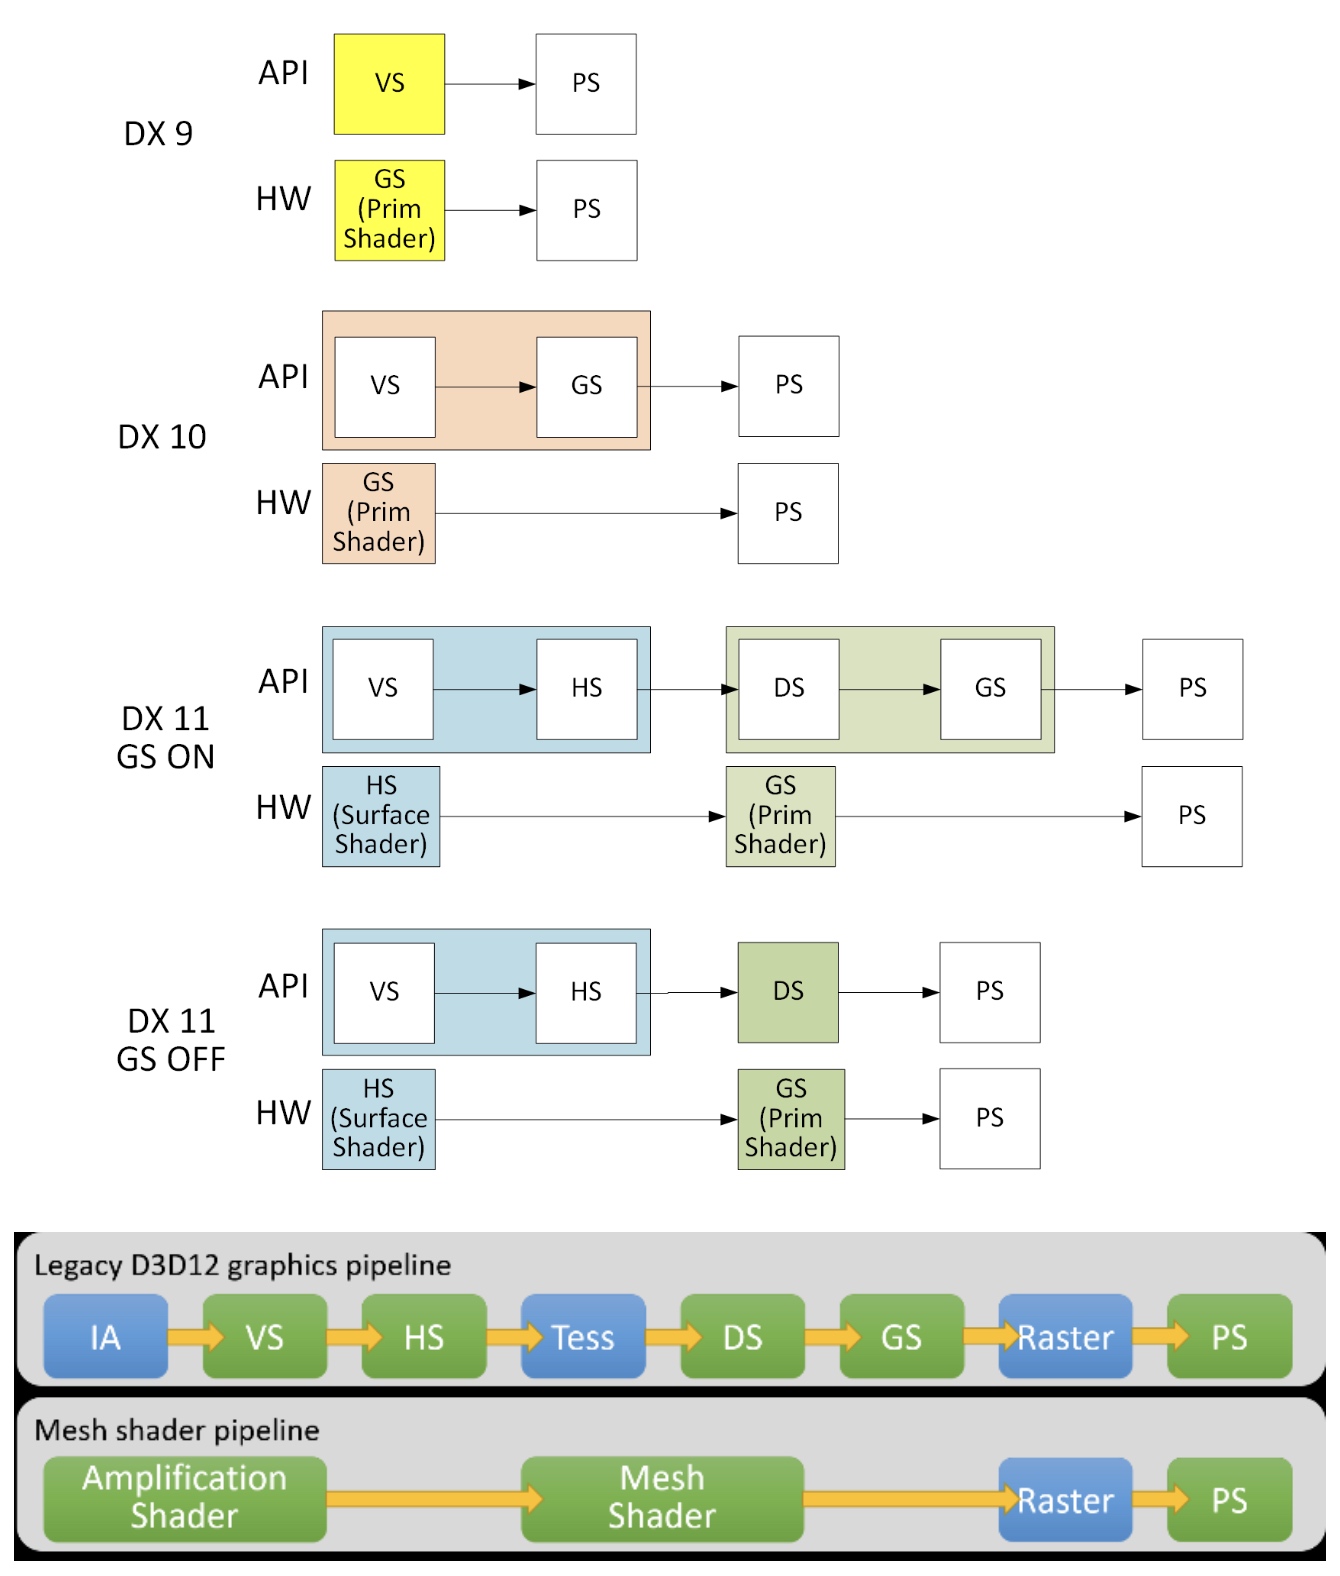 API
VS
PS
DX 9
HW
GS
(Prim
Shader)
PS
API
VS
GS
PS
DX 10
HW
GS
(Prim
Shader)
PS
API
VS
HS
DS
GS
PS
DX 11
GS ON
HW
HS
(Surface
Shader)
GS
(Prim
Shader)
PS
API
VS
HS
DS
PS
DX 11
GS OFF
HW
HS
(Surface
Shader)
GS
(Prim
Shader)
PS
Legacy D3D12 graphics pipeline
IA
VS
HS
Tess
DS
GS
Raster
PS
Mesh shader pipeline
Amplification
Shader
Mesh
Shader
Raster
PS